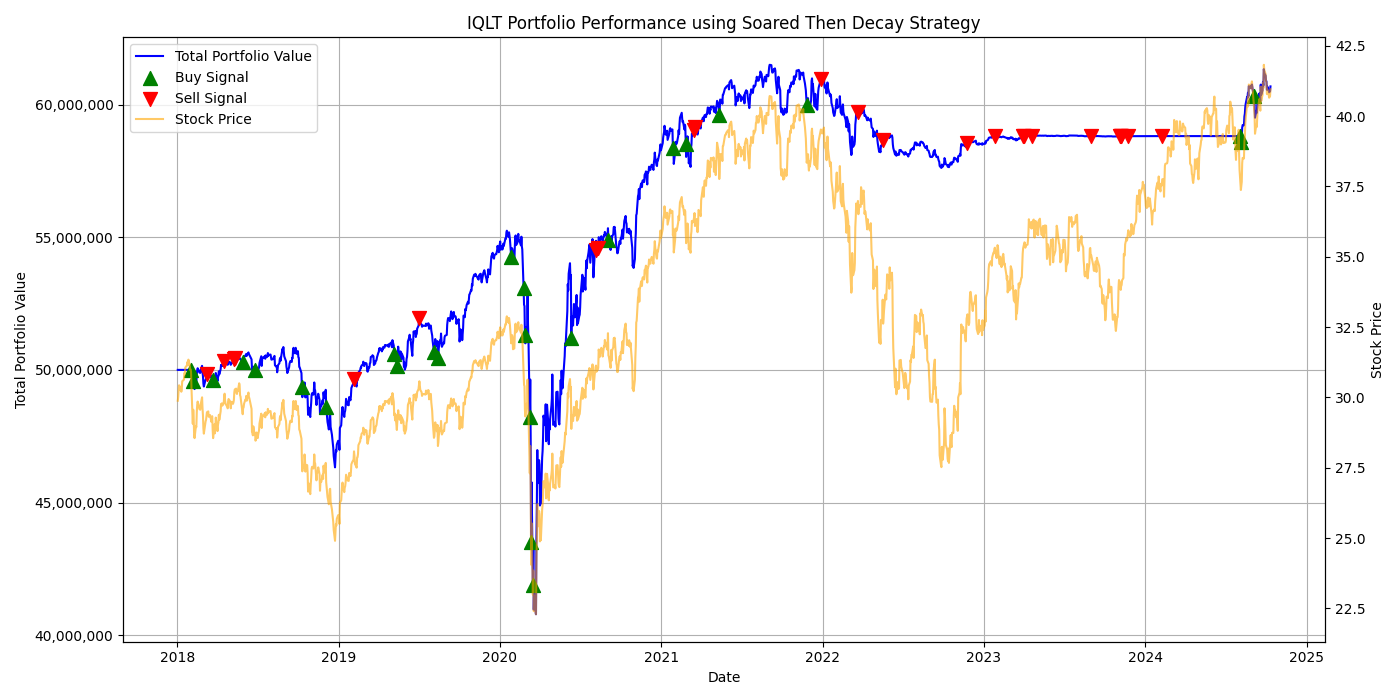 IQLT Portfolio Performance using Soared Then Decay Strategy
Total Portfolio Value
Buy Signal
Sell Signal
Stock Price
60,000,000
55,000,000
50,000,000
45,000,000
40,000,000
Total Portfolio Value
42.5
40.0
37.5
35.0
32.5
30.0
27.5
25.0
22.5
Stock Price
2018
2019
2020
2021
2022
2023
2024
2025
Date